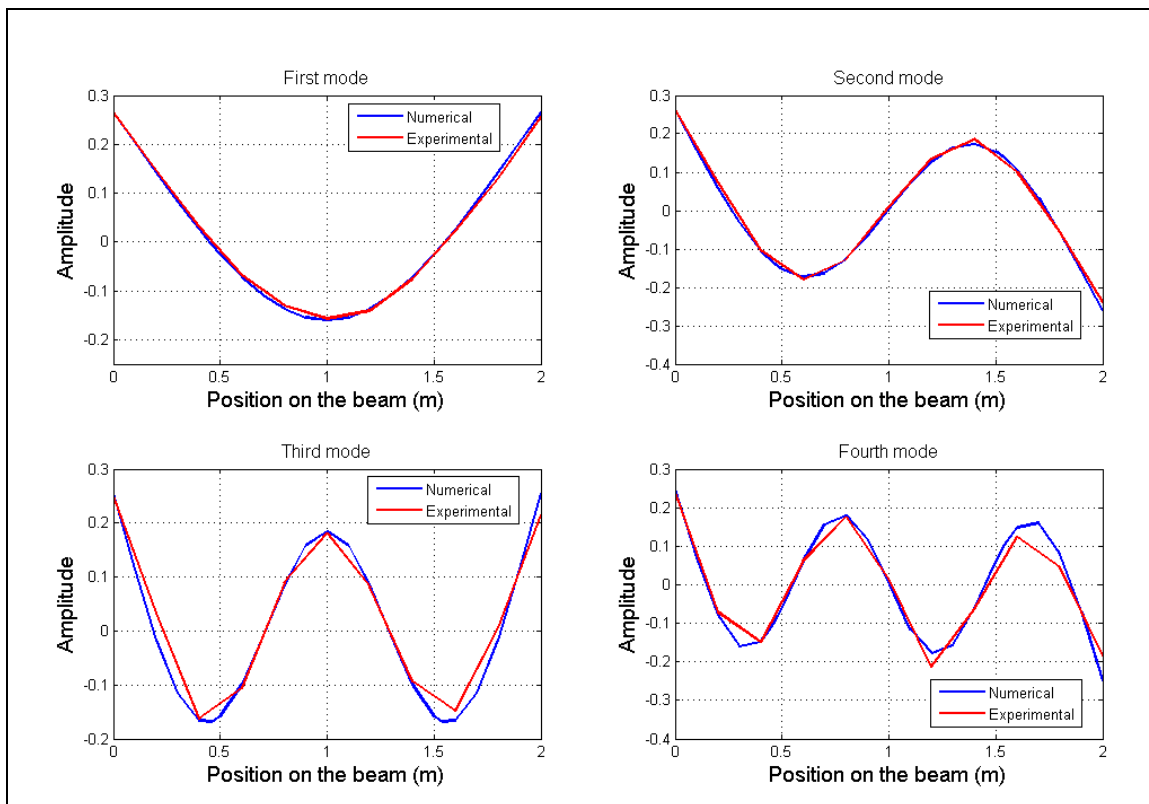 First mode
0.3
0.2
0.1
0
-0.1
-0.2
Amplitude
Numerical
Experimental
0
0.5
1
1.5
2
Position on the beam (m)
Second mode
0.3
0.2
0.1
0
-0.1
-0.2
-0.3
-0.4
Amplitude
Numerical
Experimental
0
0.5
1
1.5
2
Position on the beam (m)
Third mode
0.3
0.2
0.1
0
-0.1
-0.2
Amplitude
Numerical
Experimental
0
0.5
1
1.5
2
Position on the beam (m)
Fourth mode
0.3
0.2
0.1
0
-0.1
-0.2
-0.3
-0.4
Amplitude
Numerical
Experimental
0
0.5
1
1.5
2
Position on the beam (m)